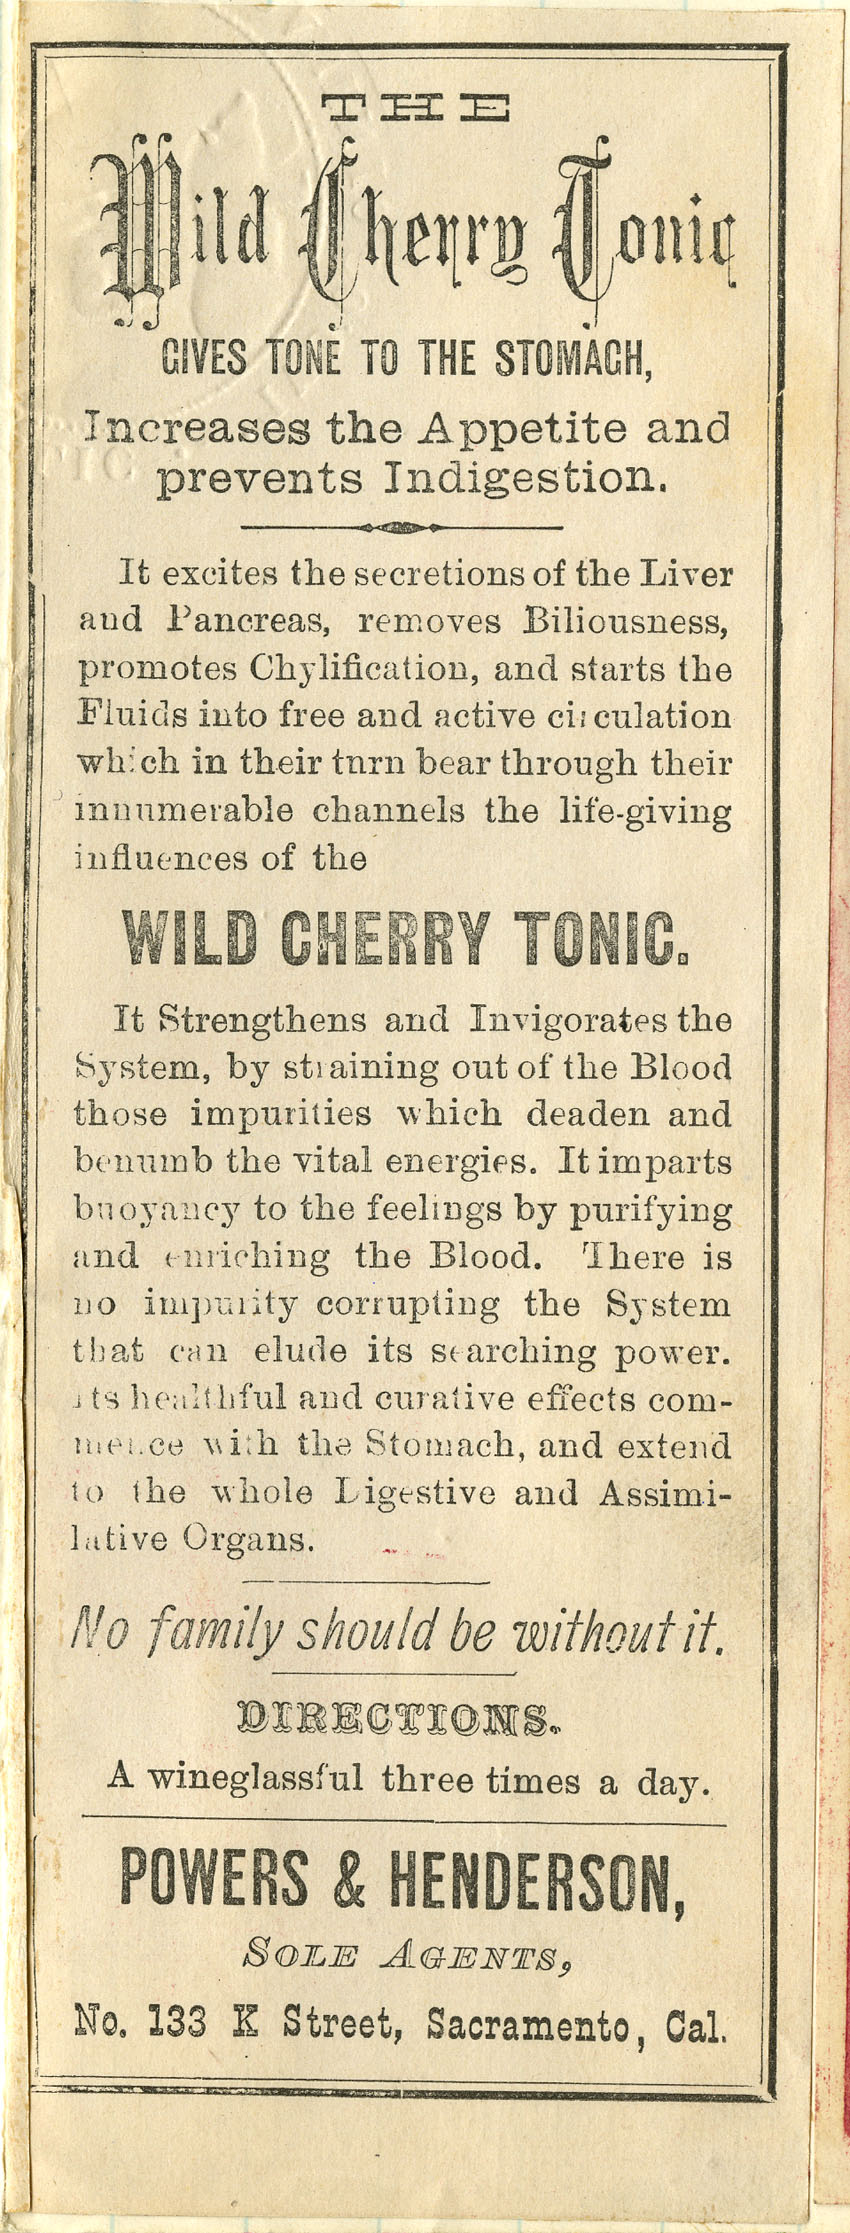 THE
Wild Cherry Tonic
GIVES TONE TO THE STOMACH,
Increases the Appetite and
prevents Indigestion.
It excites the secretions of the Liver
and Pancreas, removes Biliousness,
promotes Chylification, and starts the
Fluids into free and active circulation
which in their turn bear through their
innumerable channels the life-giving
influences of the
WILD CHERRY TONIC.
It Strengthens and Invigorates the
System, by straining out of the Blood
those impurities which deaden and
benumb the vital energies. It imparts
buoyancy to the feelings by purifying
and enriching the Blood. There is
no impurity corrupting the System
that can elude its searching power.
Its healthful and curative effects com-
mence with the Stomach, and extend
to the whole Digestive and Assimi-
lative Organs.
No family should be without it.
DIRECTIONS.
A wineglassful three times a day.
POWERS & HENDERSON,
SOLE AGENTS,
No. 133 K Street, Sacramento, Cal.